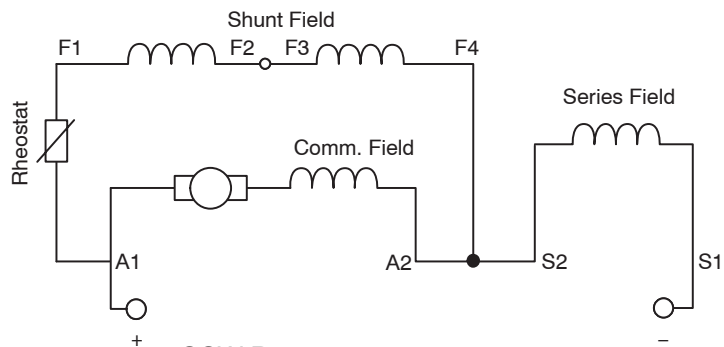 Shunt Field
F1 F2 F3 F4
Series Field
Rheostat
Comm. Field
A1 A2 S2 S1
+ –